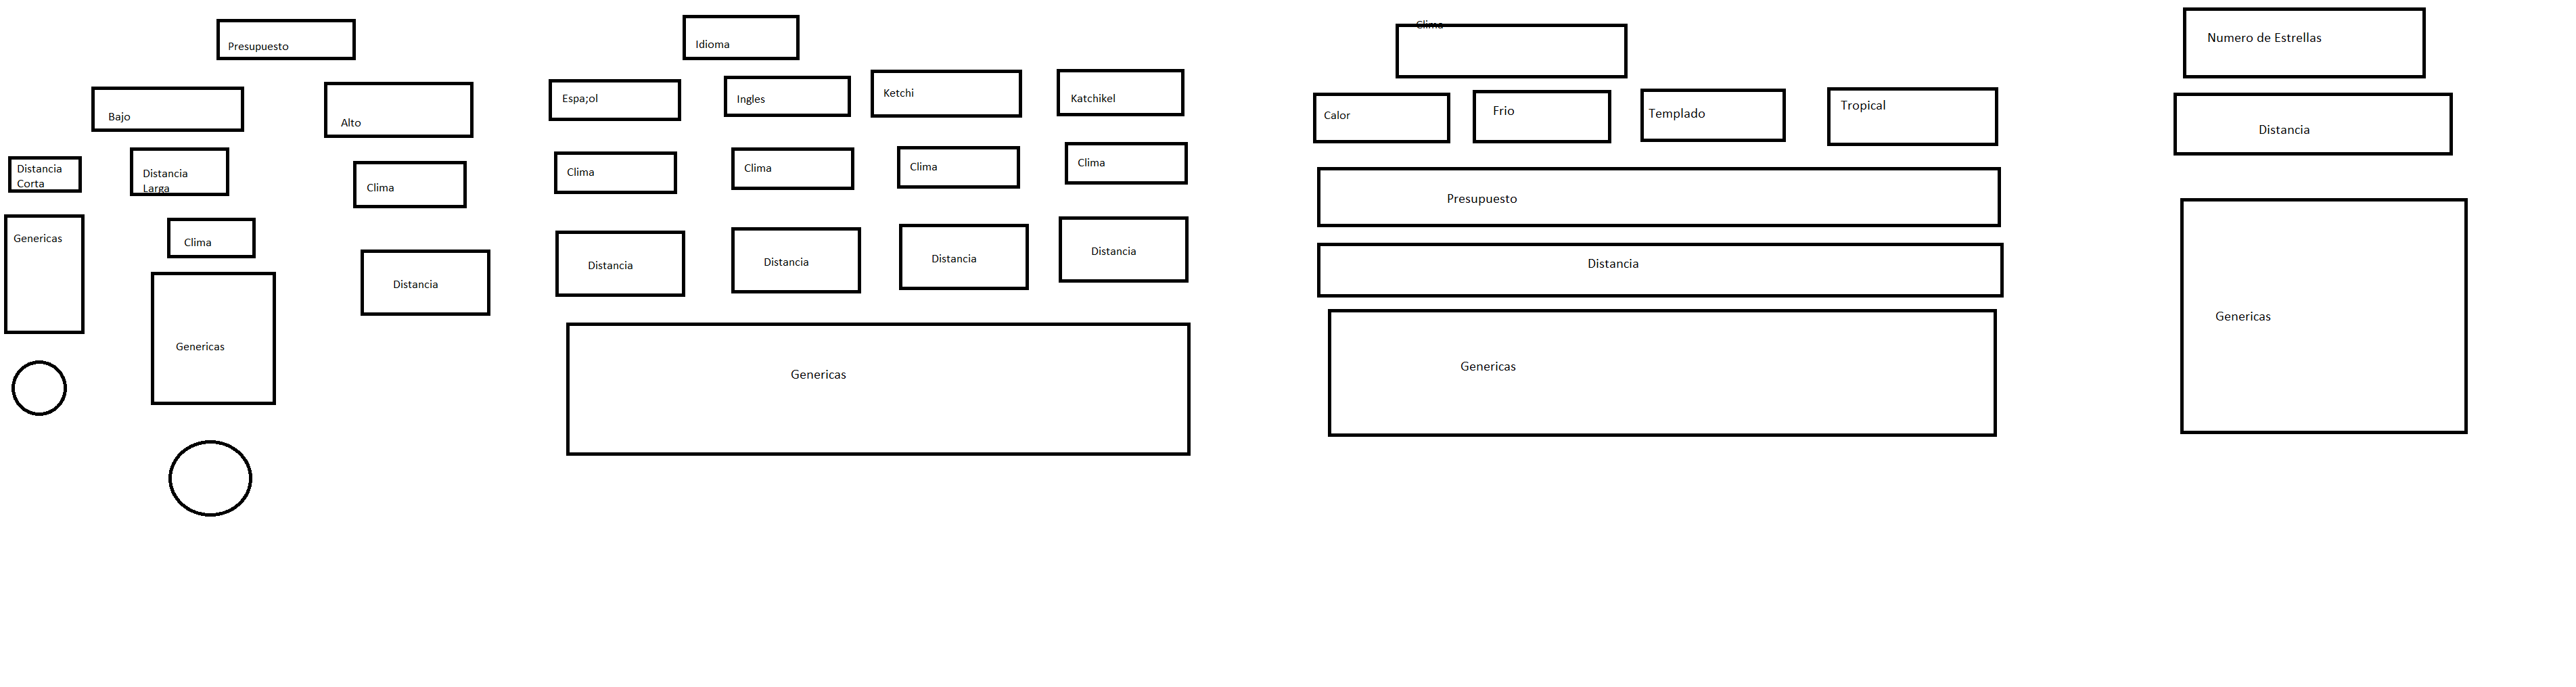 Presupuesto
Bajo
Alto
Distancia
Corta
Distancia
Larga
Clima
Genericas
Clima
Distancia
Genericas
Idioma
Espa;ol
Ingles
Ketchi
Katchikel
Clima
Clima
Clima
Clima
Distancia
Distancia
Distancia
Distancia
Genericas
Clima
Calor
Frio
Templado
Tropical
Presupuesto
Distancia
Genericas
Numero de Estrellas
Distancia
Genericas